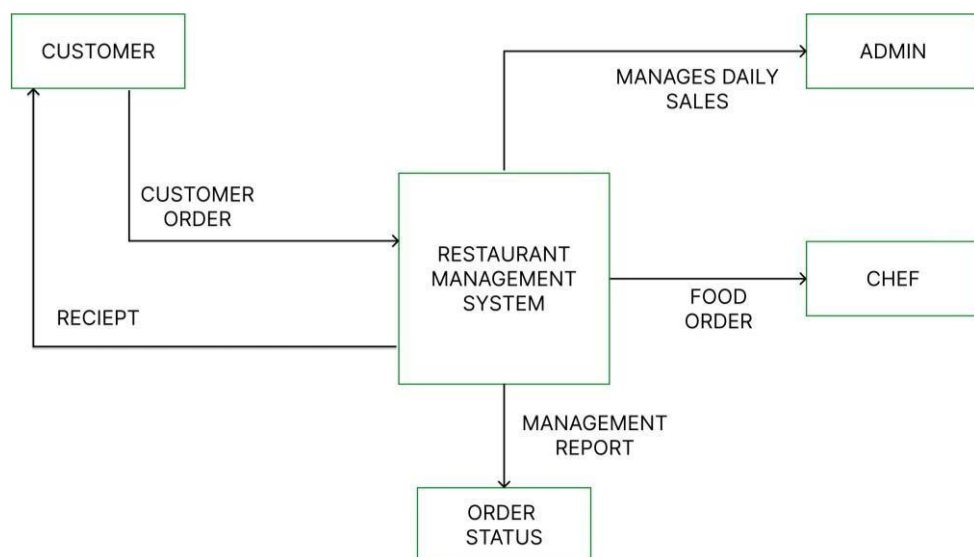 CUSTOMER
ADMIN
MANAGES DAILY
SALES
CUSTOMER
ORDER
RESTAURANT
MANAGEMENT
SYSTEM
CHEF
FOOD
ORDER
RECIEPT
MANAGEMENT
REPORT
ORDER
STATUS